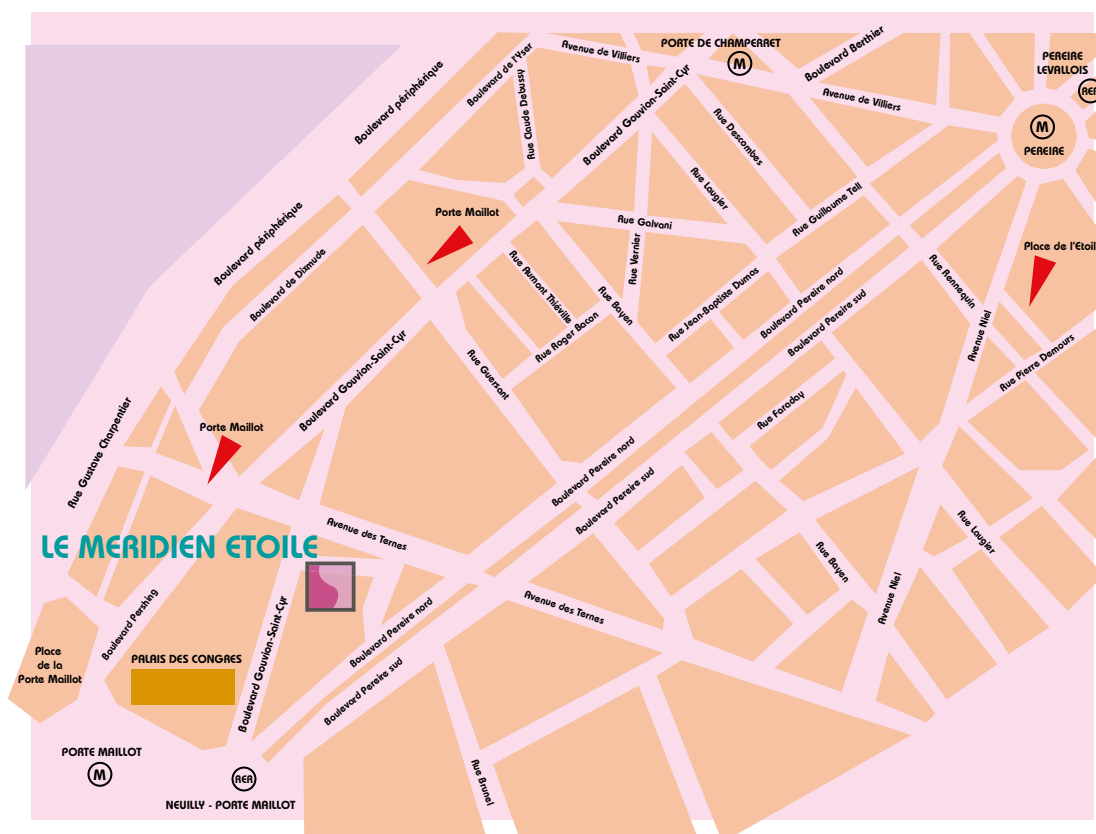 PORTE DE CHAMPERRET
M
Boulevard Berthier
PEREIRE
LEVALLOIS
RER
Avenue de Villiers
Boulevard de l'Yser
Boulevard périphérique
Rue Claude Debussy
Boulevard Gouvion-Saint-Cyr
Avenue de Villiers
Rue Descombes
M
PEREIRE
Rue Laugier
Rue Guillaume Tell
Porte Maillot
Rue Galvani
Boulevard périphérique
Rue Vernier
Place de l'Etoil
Boulevard de Dixmude
Rue Aumont Thiéville
Rue Bayen
Rue Rennequin
Rue Jean-Baptiste Dumas
Boulevard Pereire nord
Boulevard Pereire sud
Rue Roger Bacon
Avenue Niel
Rue Pierre Demours
Rue Guersant
Boulevard Gouvion-Saint-Cyr
Rue Faraday
Rue Gustave Charpentier
Porte Maillot
Boulevard Pereire nord
Boulevard Pereire sud
Avenue des Ternes
Rue Laugier
LE MERIDIEN ETOILE
Rue Bayen
Avenue Niel
Avenue des Ternes
Boulevard Pershing
Boulevard Gouvion-Saint-Cyr
Boulevard Pereire nord
Boulevard Pereire sud
Place
de la
Porte Maillot
PALAIS DES CONGRES
PORTE MAILLOT
M
RER
NEUILLY - PORTE MAILLOT
Rue Brunel